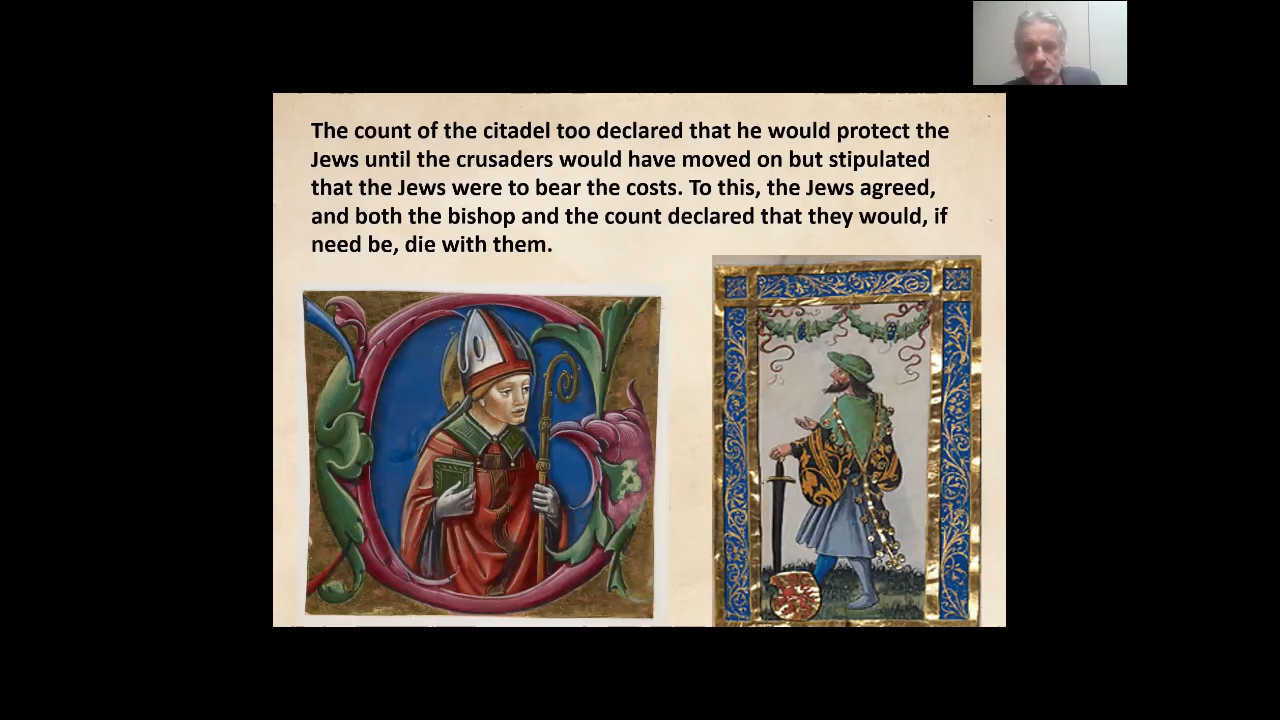 The count of the citadel too declared that he would protect the
Jews until the crusaders would have moved on but stipulated
that the Jews were to bear the costs. To this, the Jews agreed,
and both the bishop and the count declared that they would, if
need be, die with them.